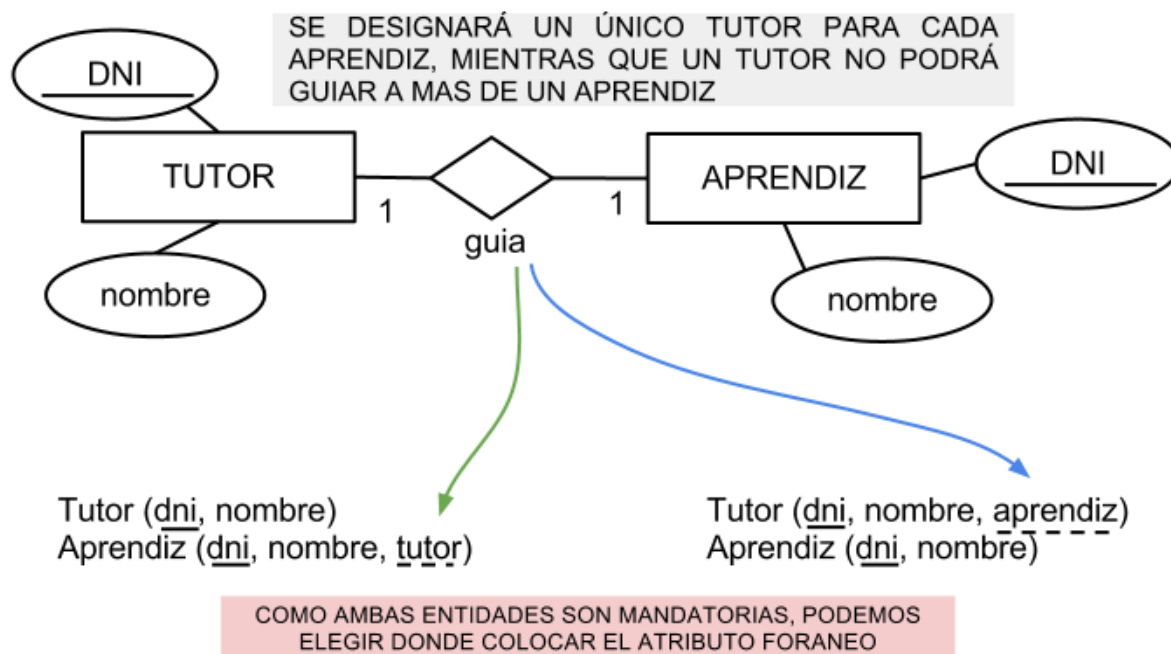 SE DESIGNARÁ UN ÚNICO TUTOR PARA CADA
APRENDIZ, MIENTRAS QUE UN TUTOR NO PODRÁ
GUIAR A MAS DE UN APRENDIZ
DNI
TUTOR
nombre
1
guia
1
APRENDIZ
DNI
nombre
Tutor (dni, nombre)
Aprendiz (dni, nombre, tutor)
Tutor (dni, nombre, aprendiz)
Aprendiz (dni, nombre)
COMO AMBAS ENTIDADES SON MANDATORIAS, PODEMOS
ELEGIR DONDE COLOCAR EL ATRIBUTO FORANEO